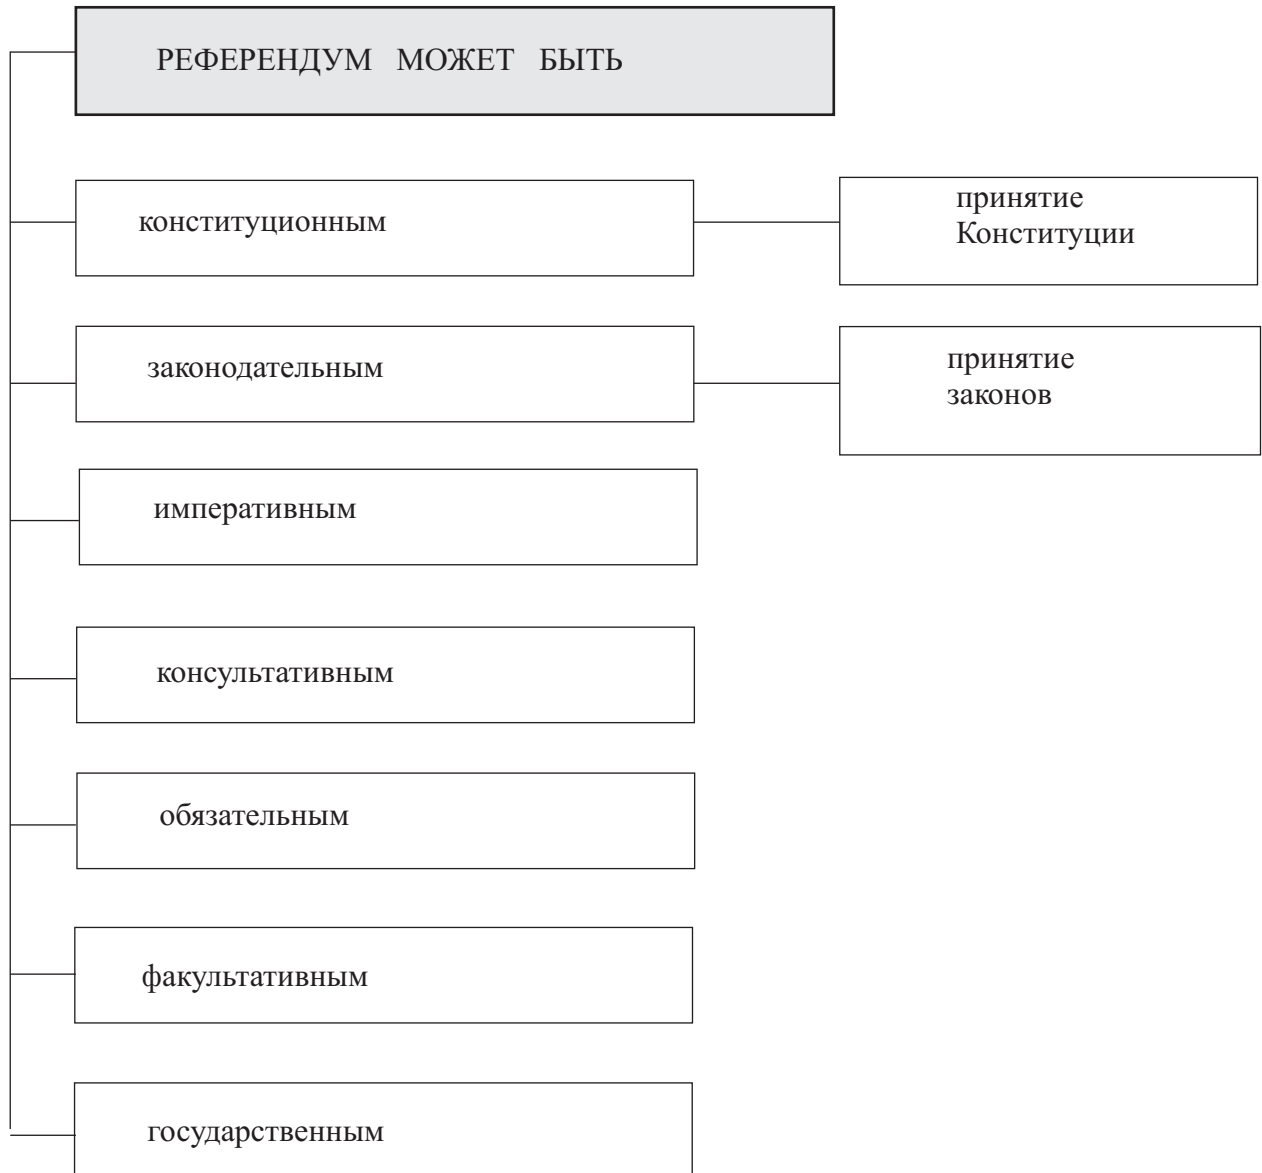 РЕФЕРЕНДУМ МОЖЕТ БЫТЬ
конституционным
принятие
Конституции
законодательным
принятие
законов
императивным
консультативным
обязательным
факультативным
государственным